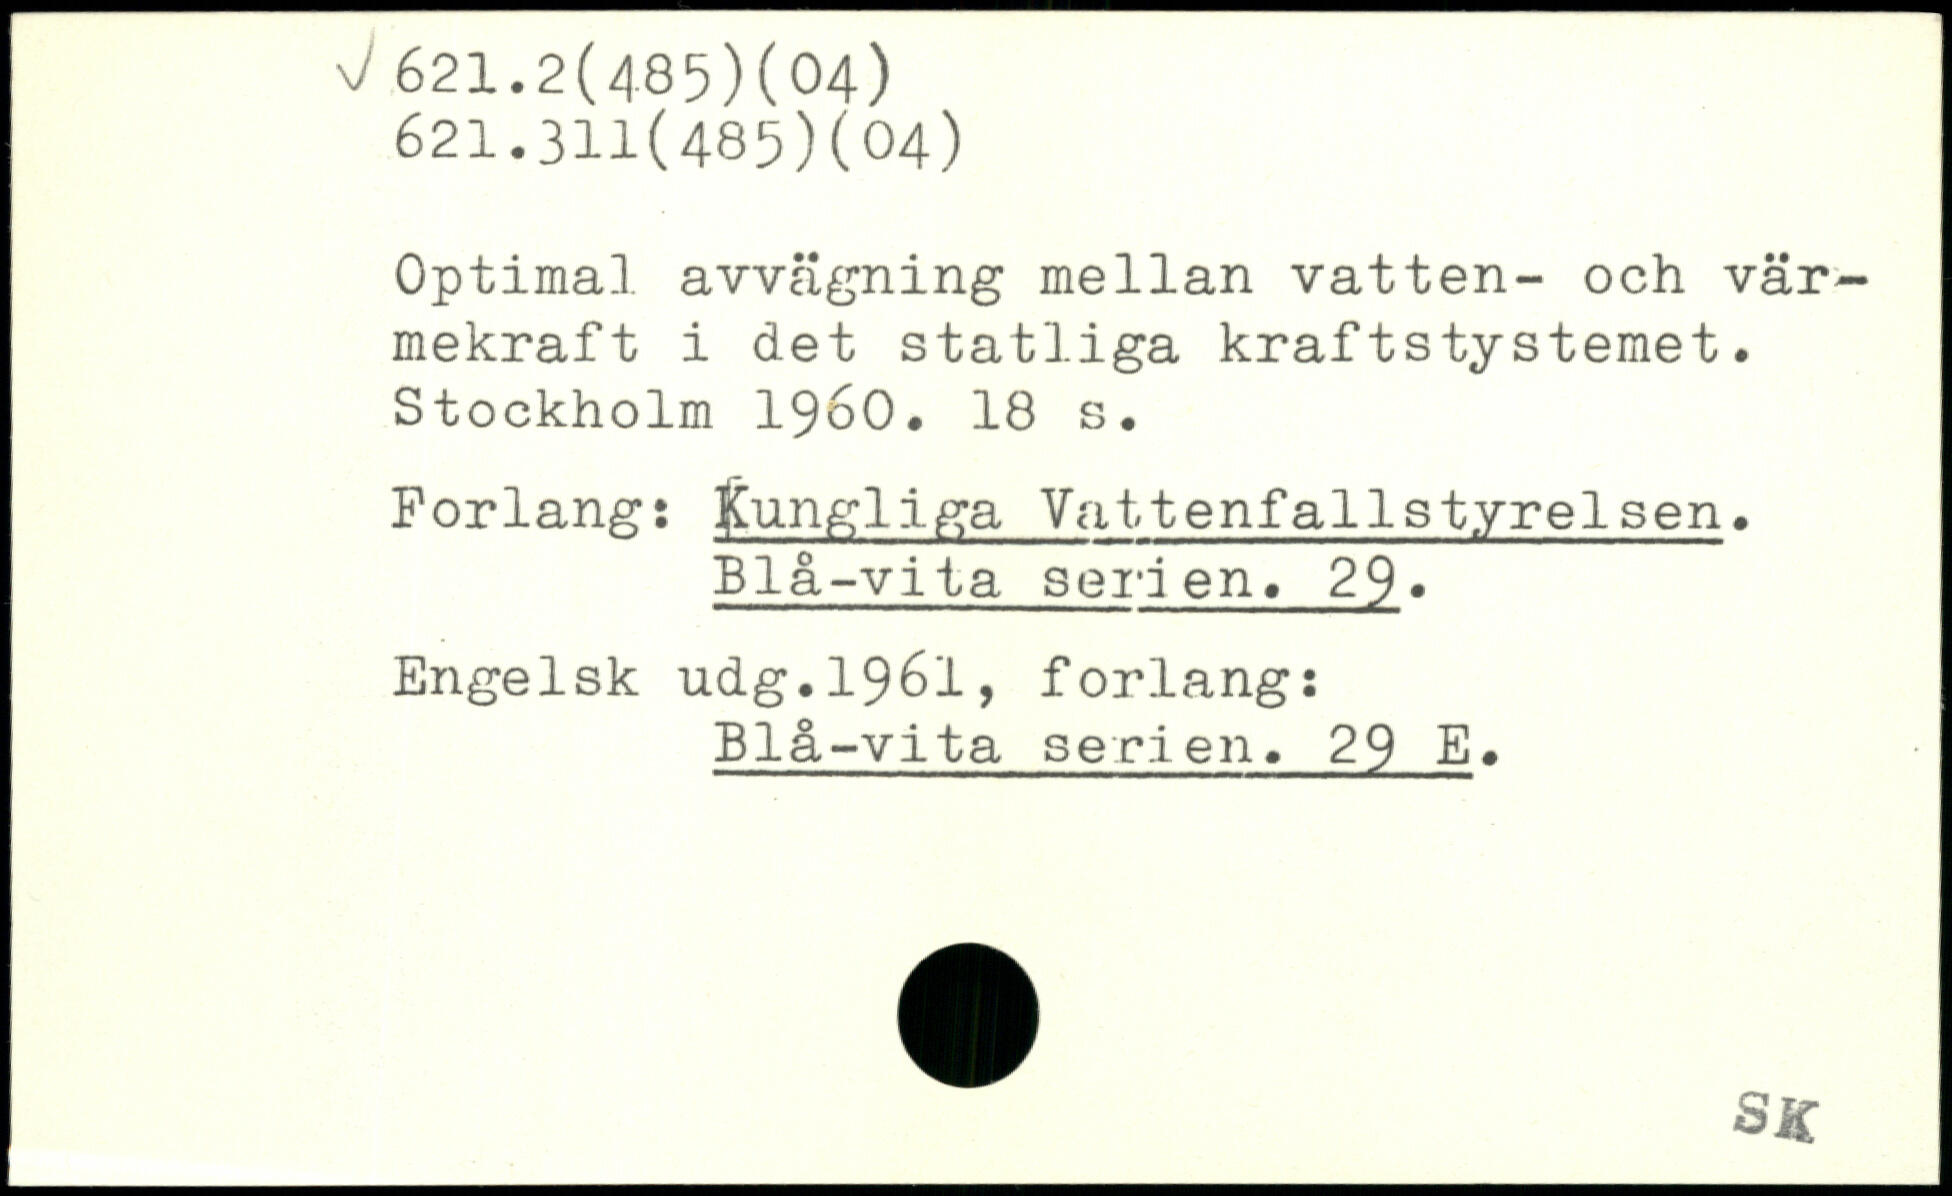 ✓ 621.2(485)(04)
621.311(485)(04)
Optimal avvägning mellan vatten- och vär-
mekraft i det statliga kraftstystemet.
Stockholm 1960. 18 s.
Forlang: Kungliga Vattenfallstyrelsen.
Blå-vita serien. 29.
Engelsk udg.1961, forlang:
Blå-vita serien. 29 E.
SK